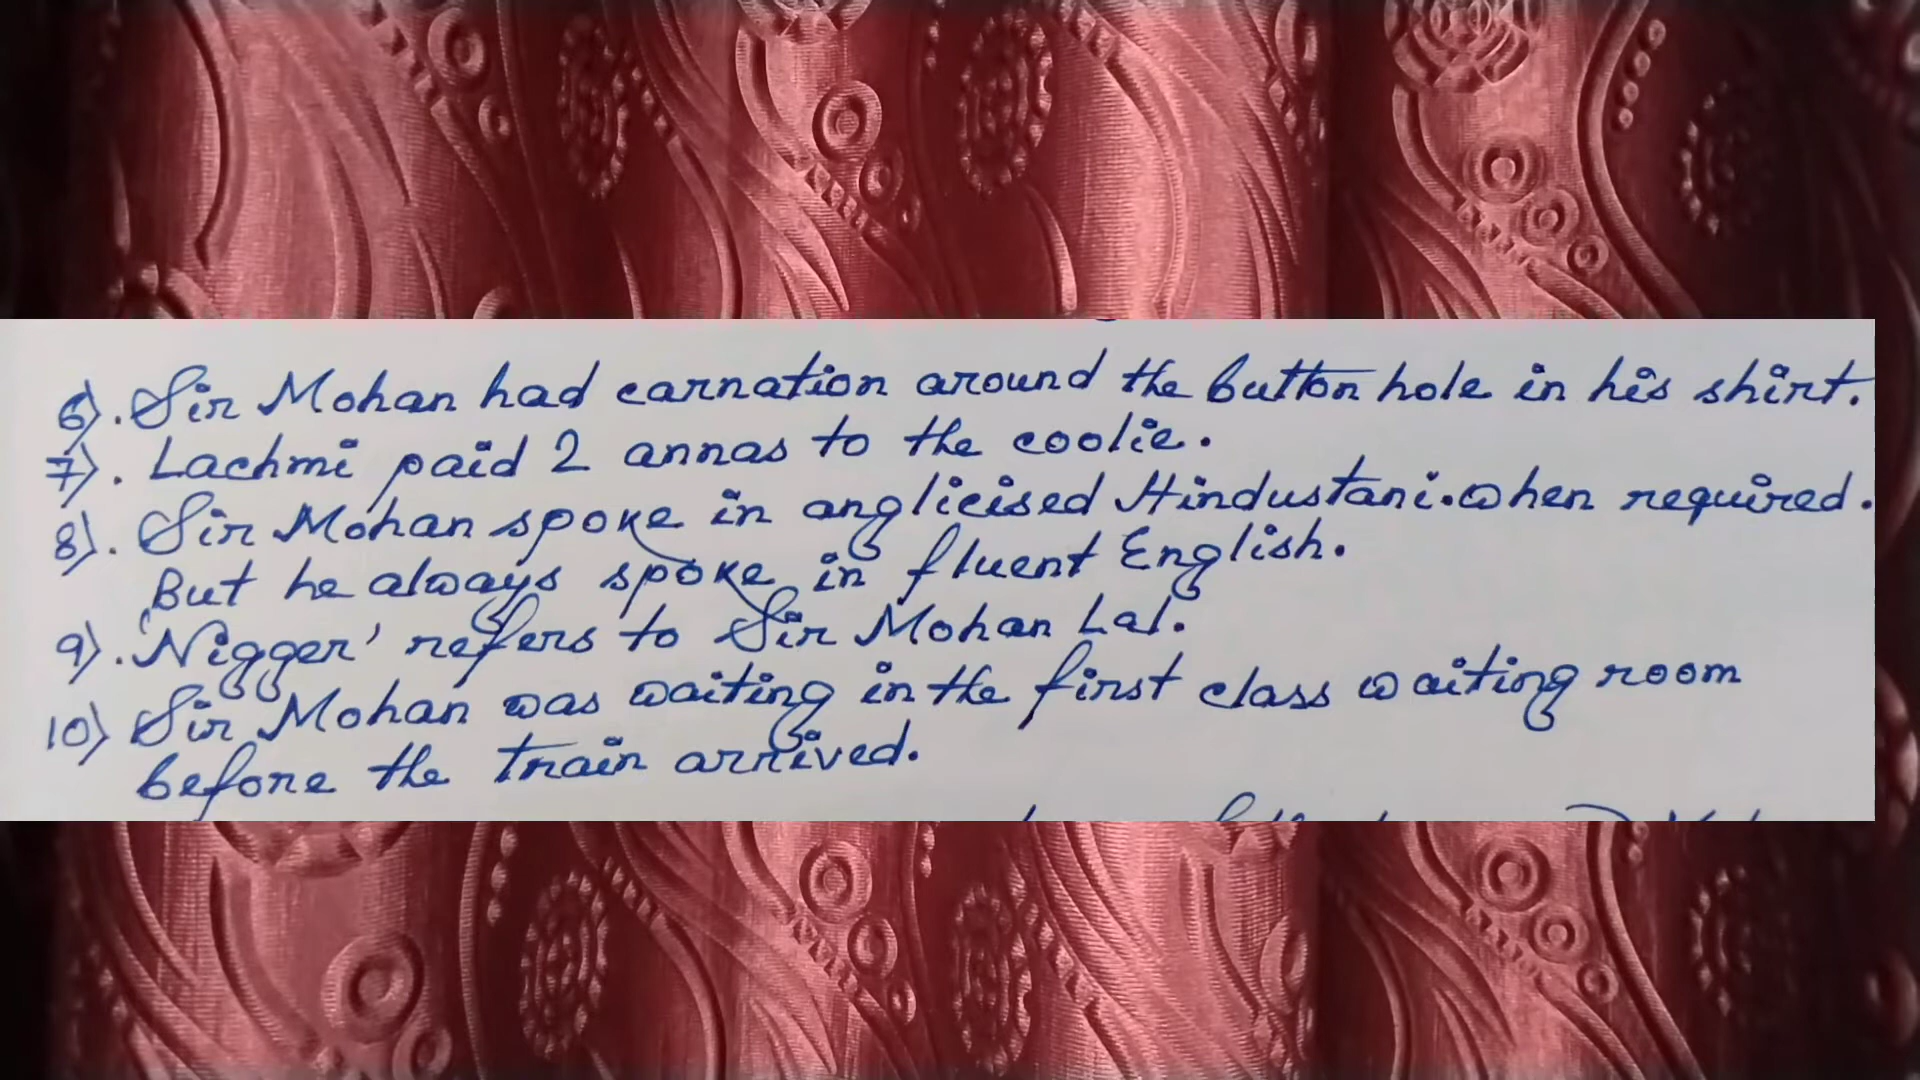 6). Sir Mohan had carnation around the button hole in his shirt.
7). Lachmi paid 2 annas to the coolie.
8). Sir Mohan spoke in anglicised Hindustani. when required.
But he always spoke in fluent English.
9). 'Nigger' refers to Sir Mohan Lal.
10) Sir Mohan was waiting in the first class waiting room
before the train arrived.